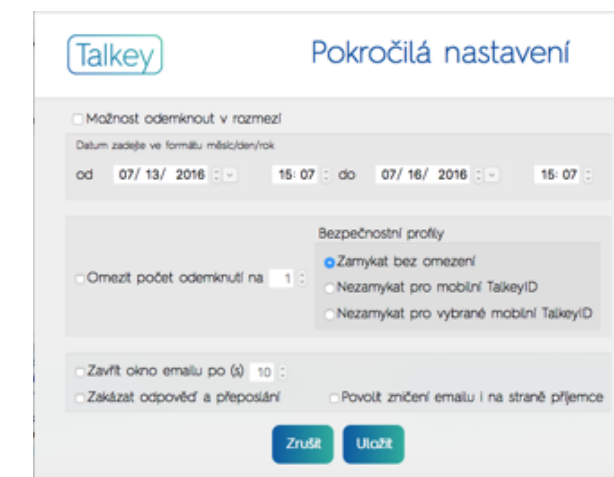 Talkey
Pokročilá nastavení
Možnost odemknout v rozmezí
Datum zadejte ve formátu měsíc/den/rok
od 07/ 13/ 2016 15: 07 do 07/ 16/ 2016 15: 07
Bezpečnostní profily
Zamykat bez omezení
Omezit počet odemknutí na 1
Nezamykat pro mobilní TalkeyID
Nezamykat pro vybrané mobilní TalkeyID
Zavřít okno emailu po (s) 10
Zakázat odpověď a přeposlání Povolit zničení emailu i na straně příjemce
Zrušit Uložit